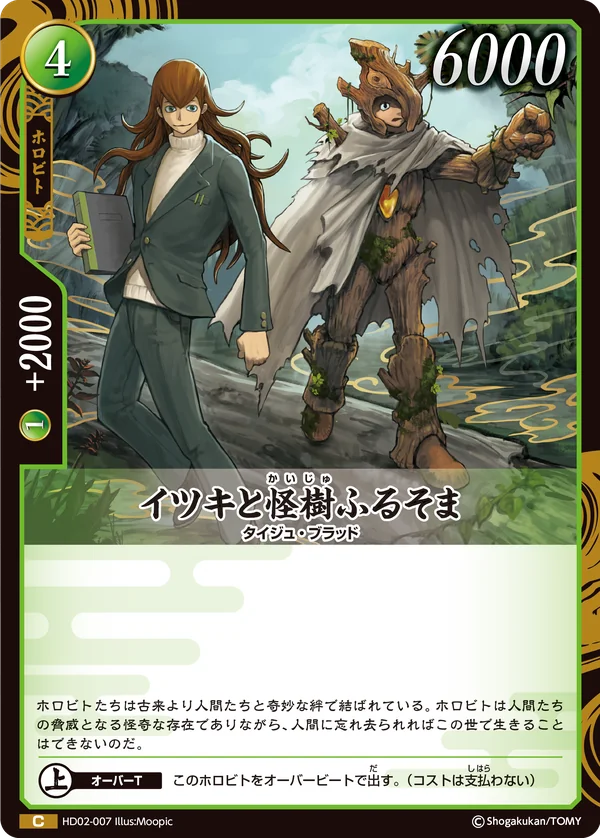 4
6000
ホロビト
+2000
1
かいじゅ
イツキと怪樹ふるそま
タイジュ・ブラッド
ホロビトたちは古来より人間たちと奇妙な絆で結ばれている。ホロビトは人間たち
の脅威となる怪奇な存在でありながら、人間に忘れ去られればこの世で生きること
はできないのだ。
だ しはら
上 オーバーT このホロビトをオーバービートで出す。(コストは支払わない)
C HD02-007 Illus:Moopic ©Shogakukan/TOMY